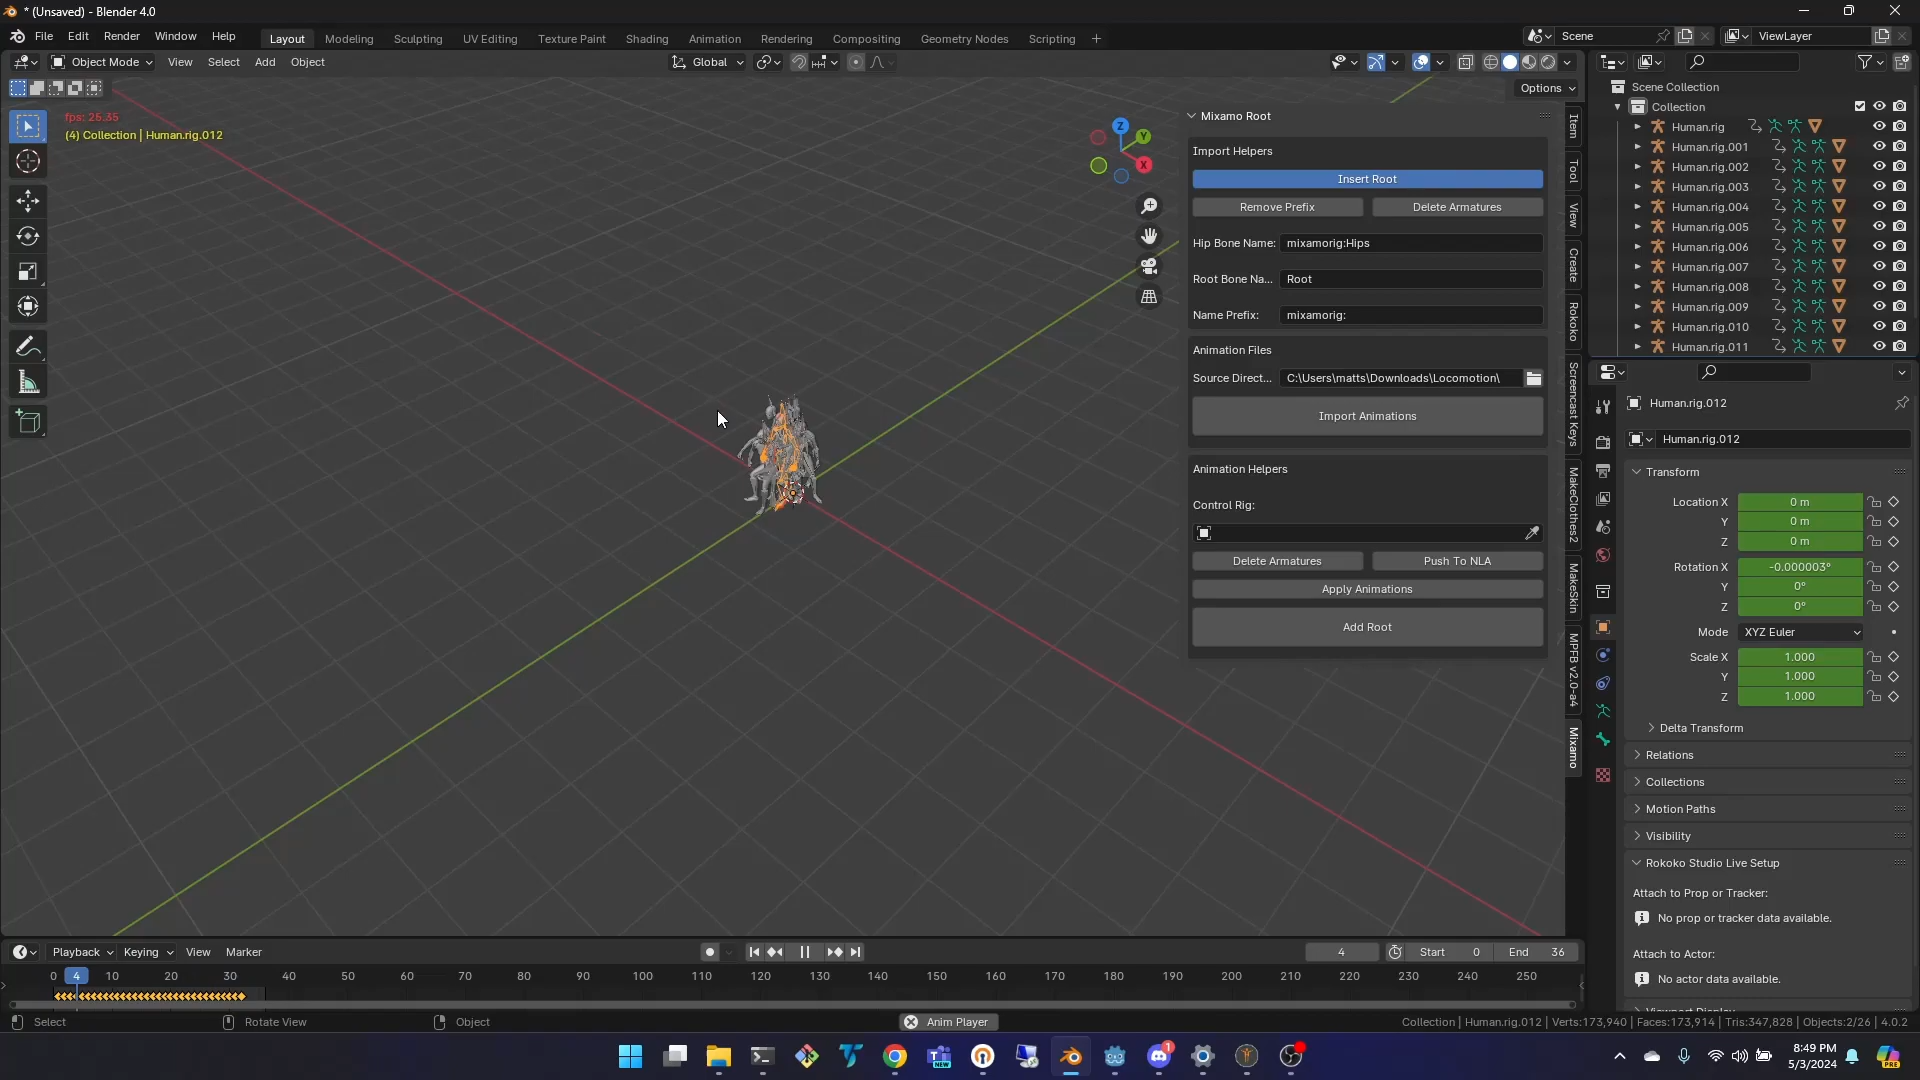 * (Unsaved) - Blender 4.0
File Edit Render Window Help
Layout Modeling Sculpting UV Editing Texture Paint Shading Animation Rendering Compositing Geometry Nodes Scripting +
Scene
ViewLayer
Object Mode View Select Add Object
Global
Options
fps: 25.35
(4) Collection | Human.rig.012
Z
Y
X
Mixamo Root
Import Helpers
Insert Root
Remove Prefix Delete Armatures
Hip Bone Name: mixamorig:Hips
Root Bone Na... Root
Name Prefix: mixamorig:
Animation Files
Source Direct... C:\Users\matts\Downloads\Locomotion\
Import Animations
Animation Helpers
Control Rig:
Delete Armatures Push To NLA
Apply Animations
Add Root
Item
Tool
View
Create
Rokoko
Screencast Keys
MakeClothes2
MakeSkin
MPFB v2.0-a4
Mixamo
Scene Collection
Collection
Human.rig
Human.rig.001
Human.rig.002
Human.rig.003
Human.rig.004
Human.rig.005
Human.rig.006
Human.rig.007
Human.rig.008
Human.rig.009
Human.rig.010
Human.rig.011
Human.rig.012
Human.rig.012
Transform
Location X 0 m
Y 0 m
Z 0 m
Rotation X -0.000003°
Y 0°
Z 0°
Mode XYZ Euler
Scale X 1.000
Y 1.000
Z 1.000
Delta Transform
Relations
Collections
Motion Paths
Visibility
Rokoko Studio Live Setup
Attach to Prop or Tracker:
No prop or tracker data available.
Attach to Actor:
No actor data available.
Playback Keying View Marker
4 Start 0 End 36
0 4 10 20 30 40 50 60 70 80 90 100 110 120 130 140 150 160 170 180 190 200 210 220 230 240 250
Select Rotate View Object
Anim Player
Collection | Human.rig.012 | Verts:173,940 | Faces:173,914 | Tris:347,828 | Objects:2/26 | 4.0.2
NEW
1
8:49 PM
5/3/2024
PRE